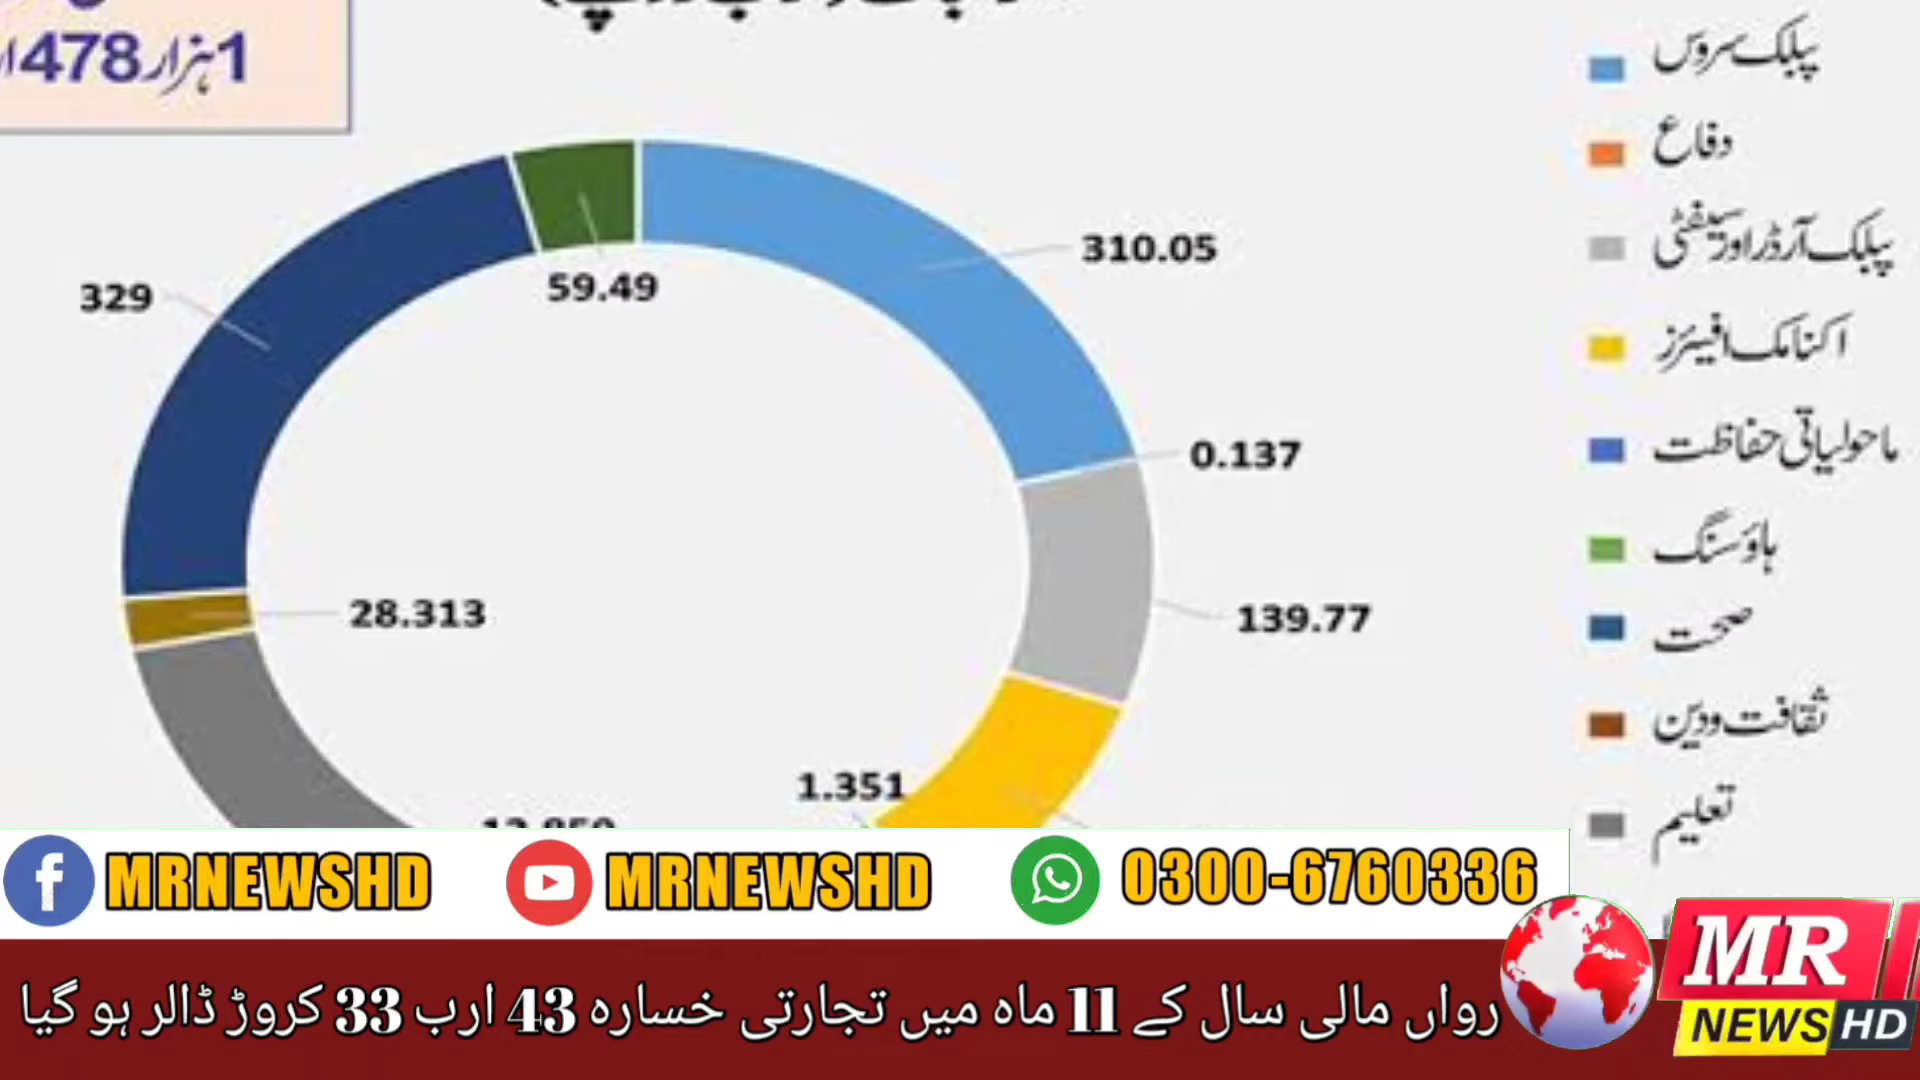 1ہزار478
310.05
59.49
329
0.137
139.77
28.313
1.351
پبلک سروس
دفاع
پبلک آرڈر اور سیفٹی
اکنامک افیئرز
ماحولیاتی حفاظت
ہاؤسنگ
صحت
ثقافت و دین
تعلیم
MRNEWSHD
MRNEWSHD
0300-6760336
رواں مالی سال کے 11 ماہ میں تجارتی خسارہ 43 ارب 33 کروڑ ڈالر ہو گیا
MR
NEWS HD